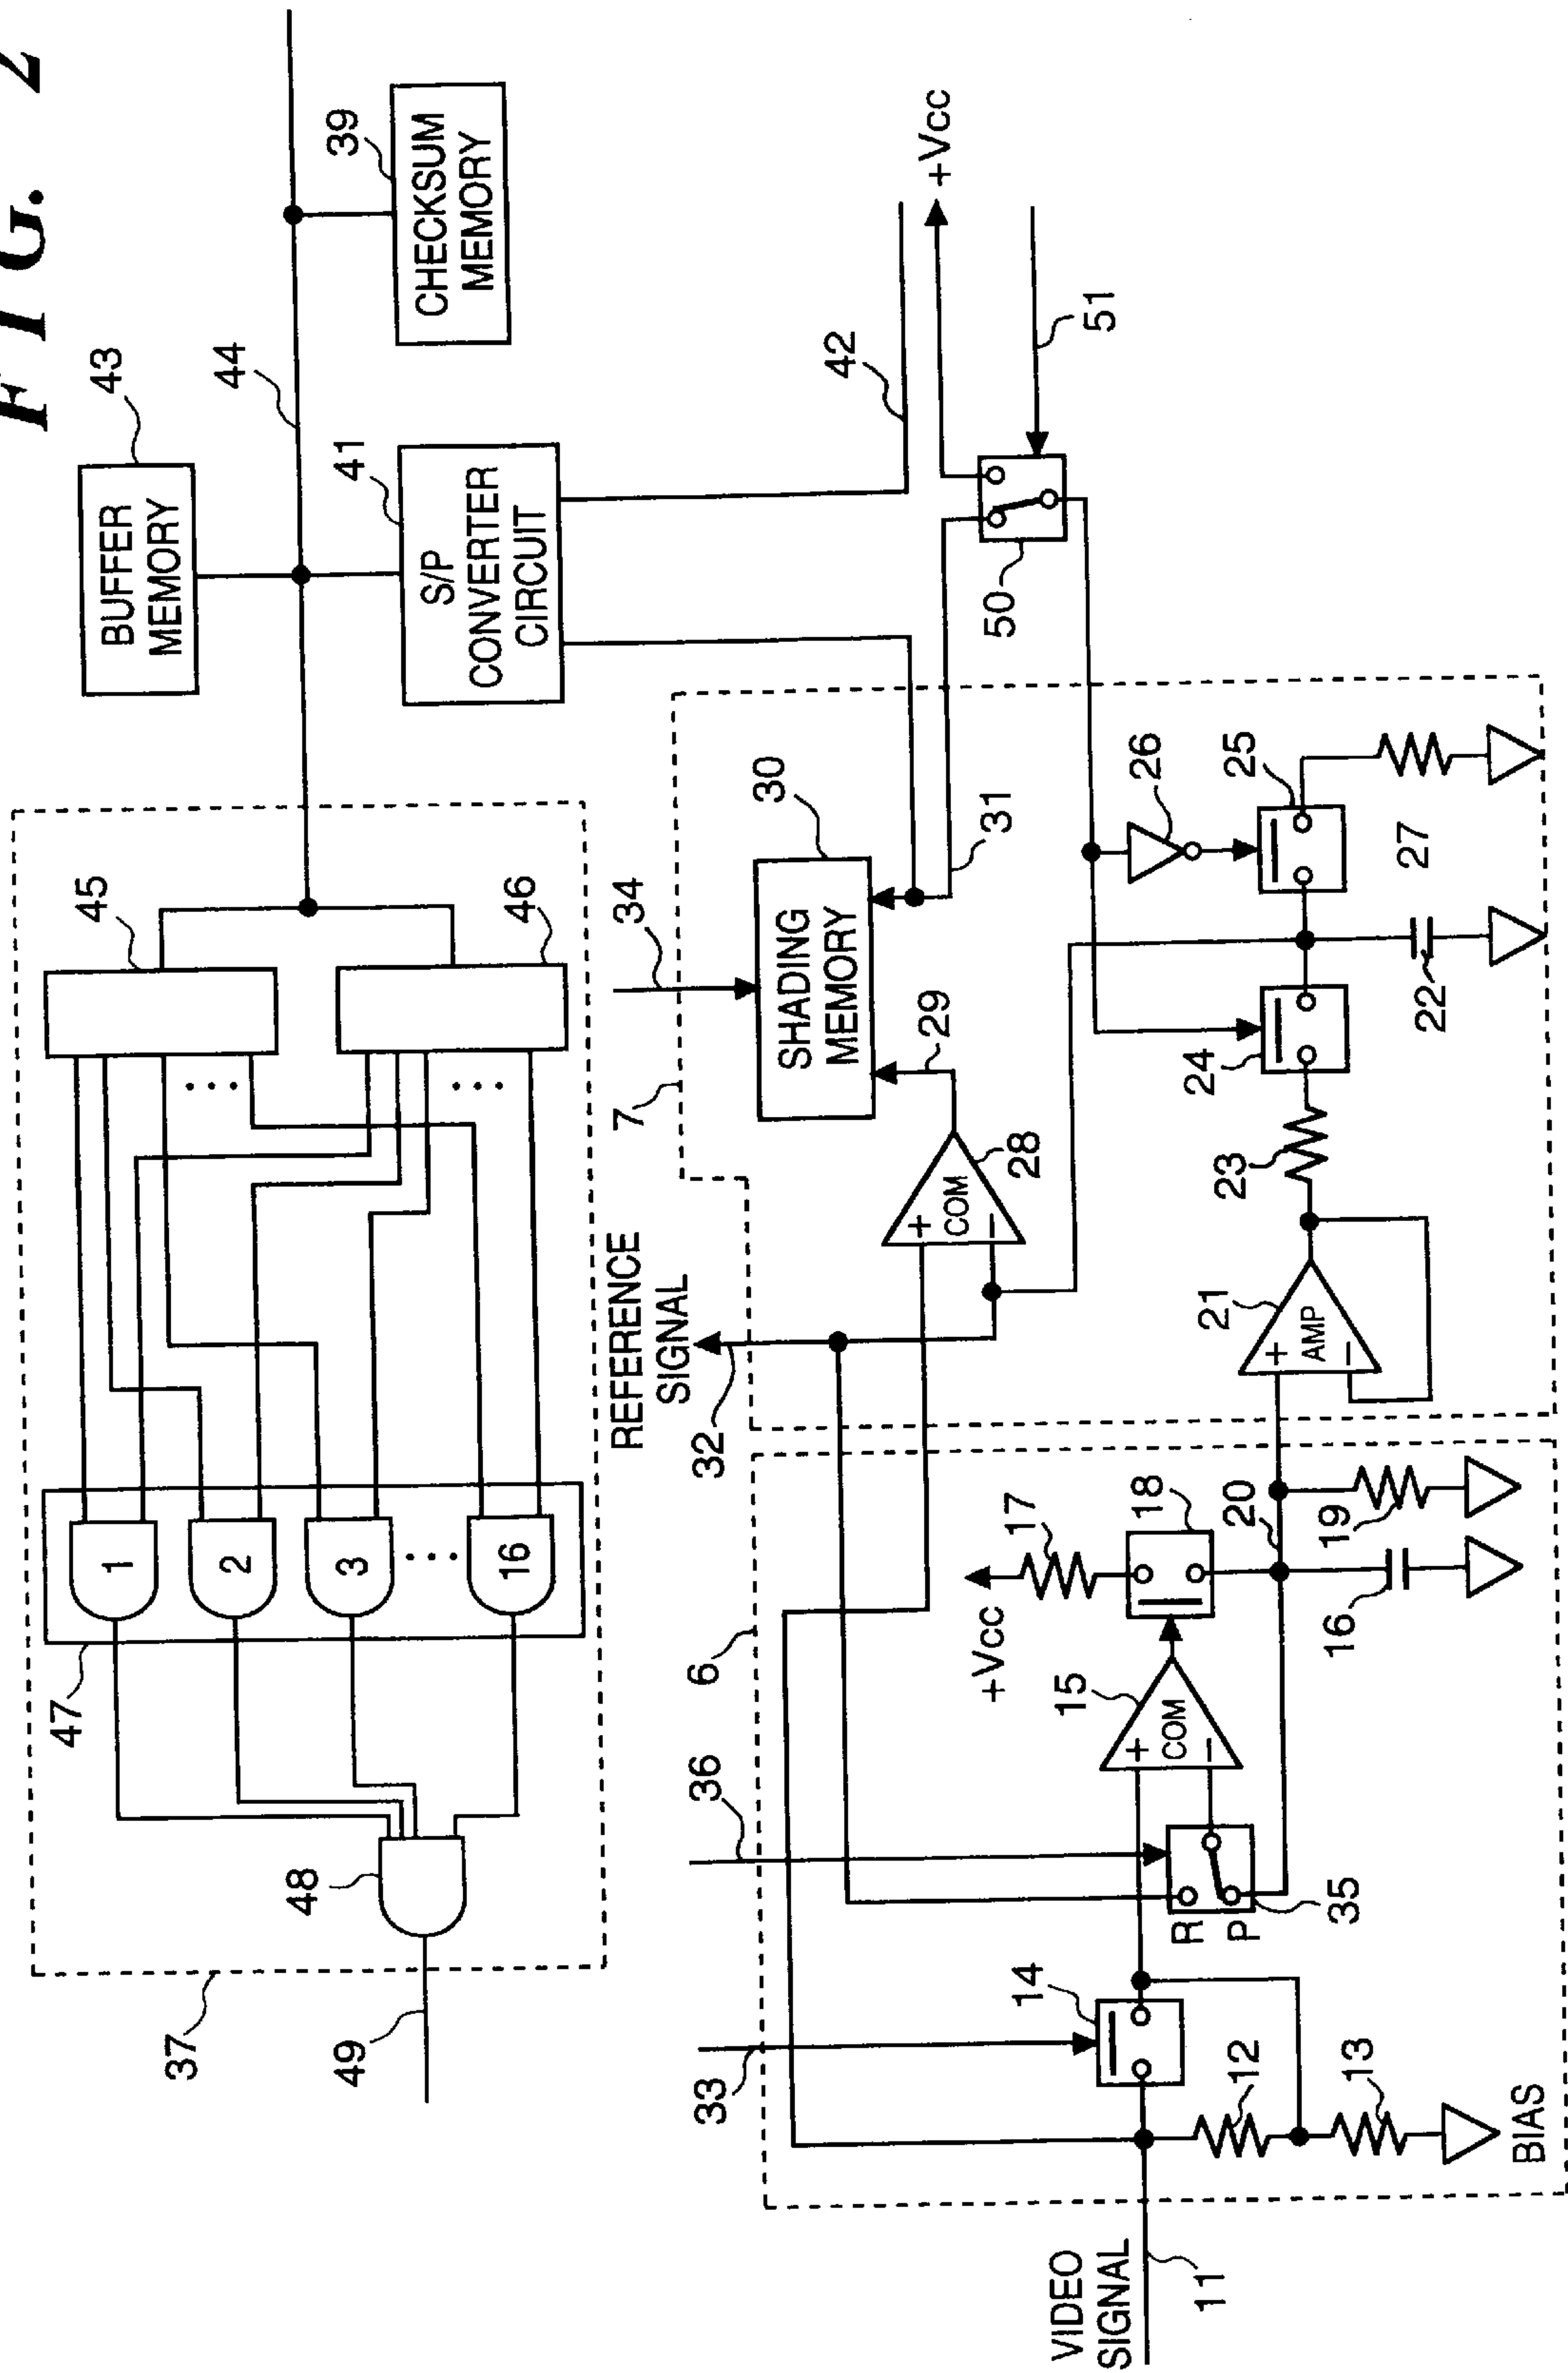 FIG. 2
37
47
45
46
48
49
1
2
3
16
BUFFER
MEMORY
43
44
S/P
CONVERTER
CIRCUIT
41
CHECKSUM
MEMORY
39
42
+Vcc
50
51
REFERENCE
SIGNAL
32
7
34
SHADING
MEMORY
30
31
29
COM
+
−
28
26
25
27
24
22
23
21
AMP
+
−
6
36
33
14
R
P
35
15
COM
+
−
+Vcc
17
18
20
19
16
12
13
BIAS
VIDEO
SIGNAL
11